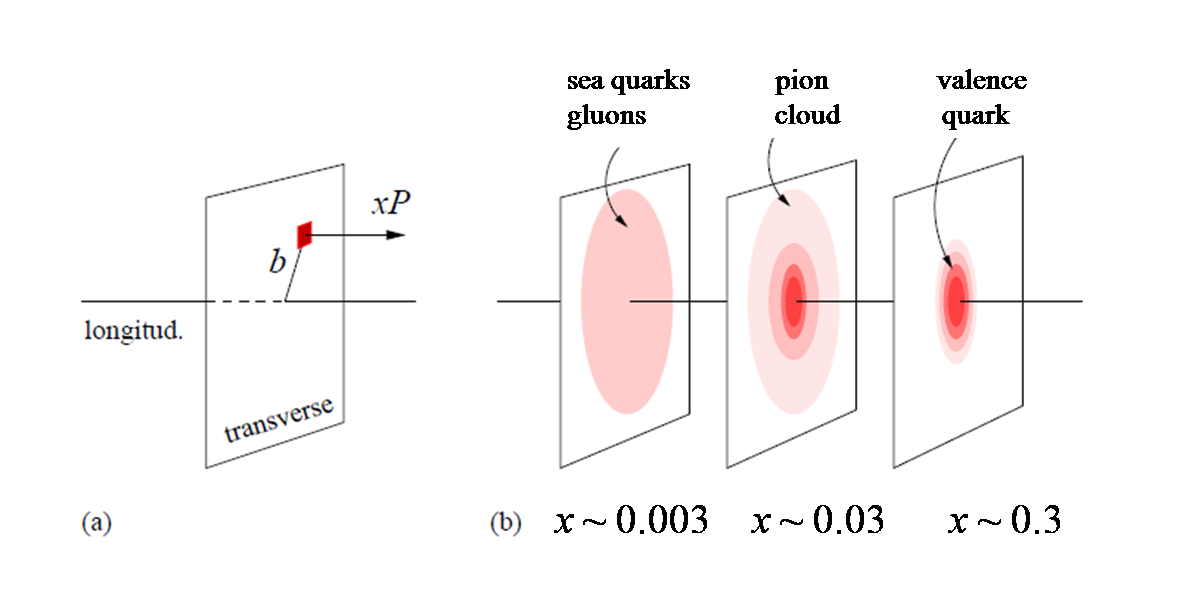 sea quarks
gluons
pion
cloud
valence
quark
xP
b
longitud.
transverse
(a)
(b)
x ~ 0.003
x ~ 0.03
x ~ 0.3